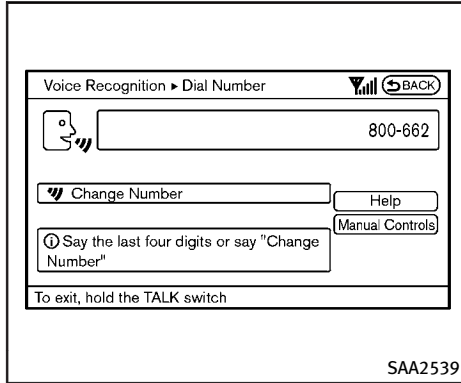 Voice Recognition ▸ Dial Number
BACK
800-662
Change Number
Help
Manual Controls
Say the last four digits or say "Change
Number"
To exit, hold the TALK switch
SAA2539